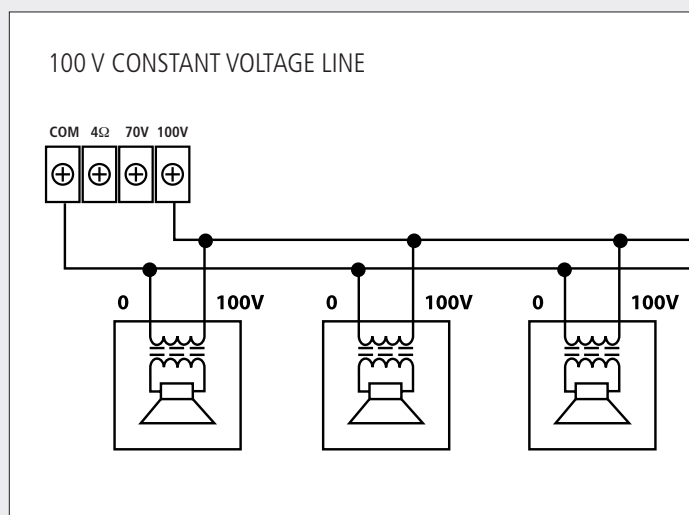 100 V CONSTANT VOLTAGE LINE
COM 4Ω 70V 100V
0 100V 0 100V 0 100V